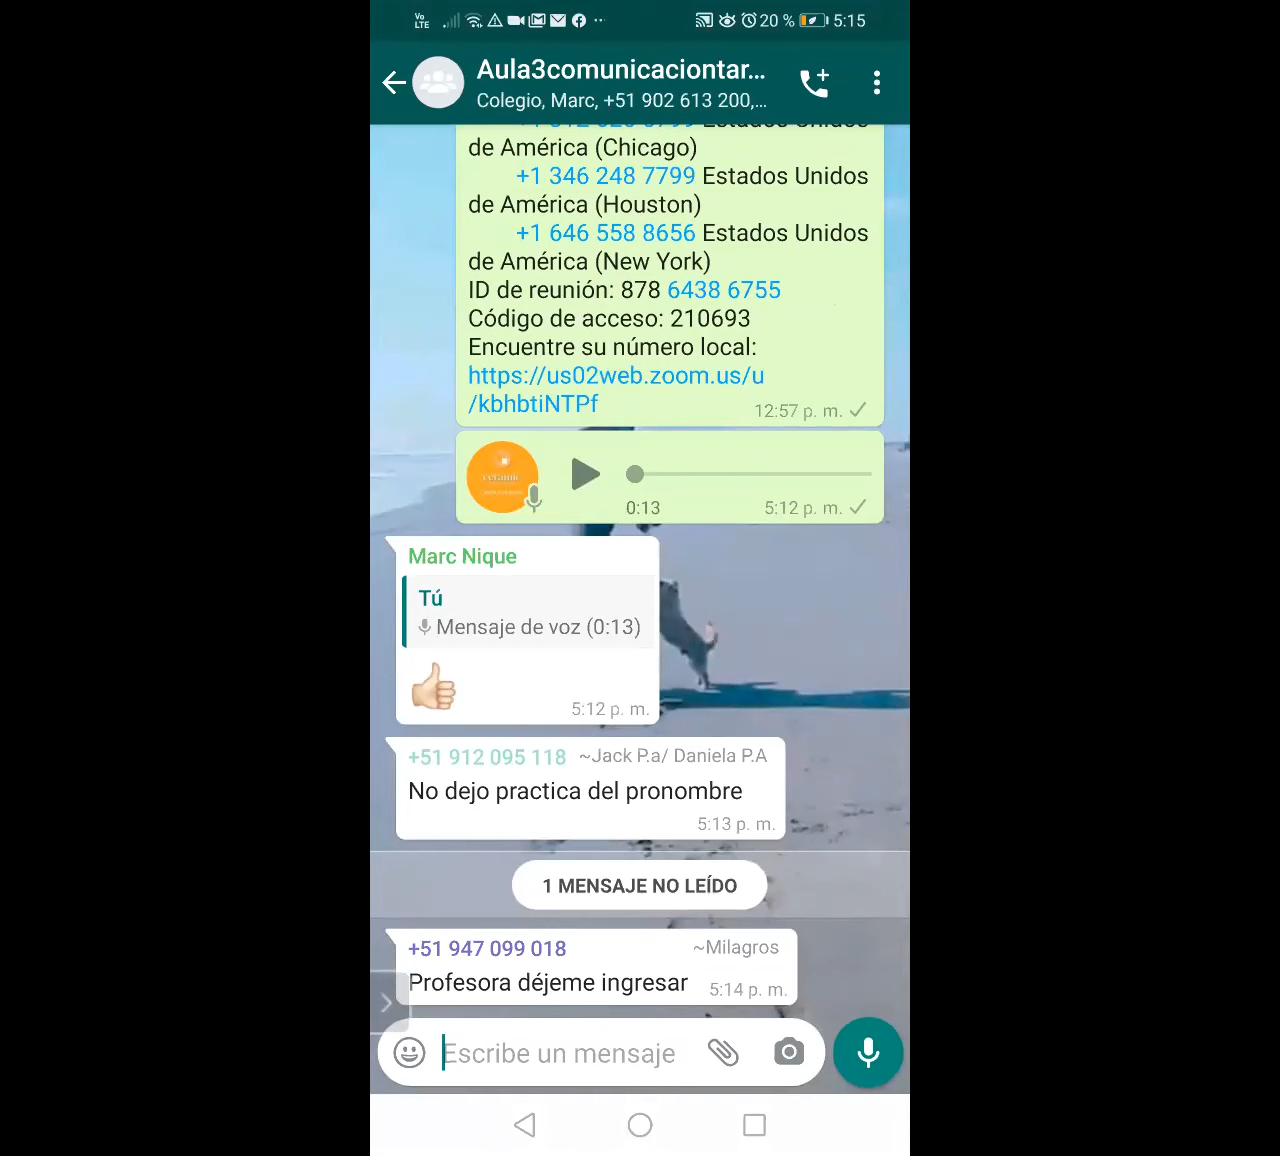 Vo
LTE
20 %
5:15
Aula3comunicaciontar...
Colegio, Marc, +51 902 613 200,...
Estados Unidos
de América (Chicago)
+1 346 248 7799 Estados Unidos
de América (Houston)
+1 646 558 8656 Estados Unidos
de América (New York)
ID de reunión: 878 6438 6755
Código de acceso: 210693
Encuentre su número local:
https://us02web.zoom.us/u
/kbhbtiNTPf
12:57 p. m.
0:13
5:12 p. m.
Marc Nique
Tú
Mensaje de voz (0:13)
5:12 p. m.
+51 912 095 118 ~Jack P.a/ Daniela P.A
No dejo practica del pronombre
5:13 p. m.
1 MENSAJE NO LEÍDO
+51 947 099 018 ~Milagros
Profesora déjeme ingresar
5:14 p. m.
Escribe un mensaje